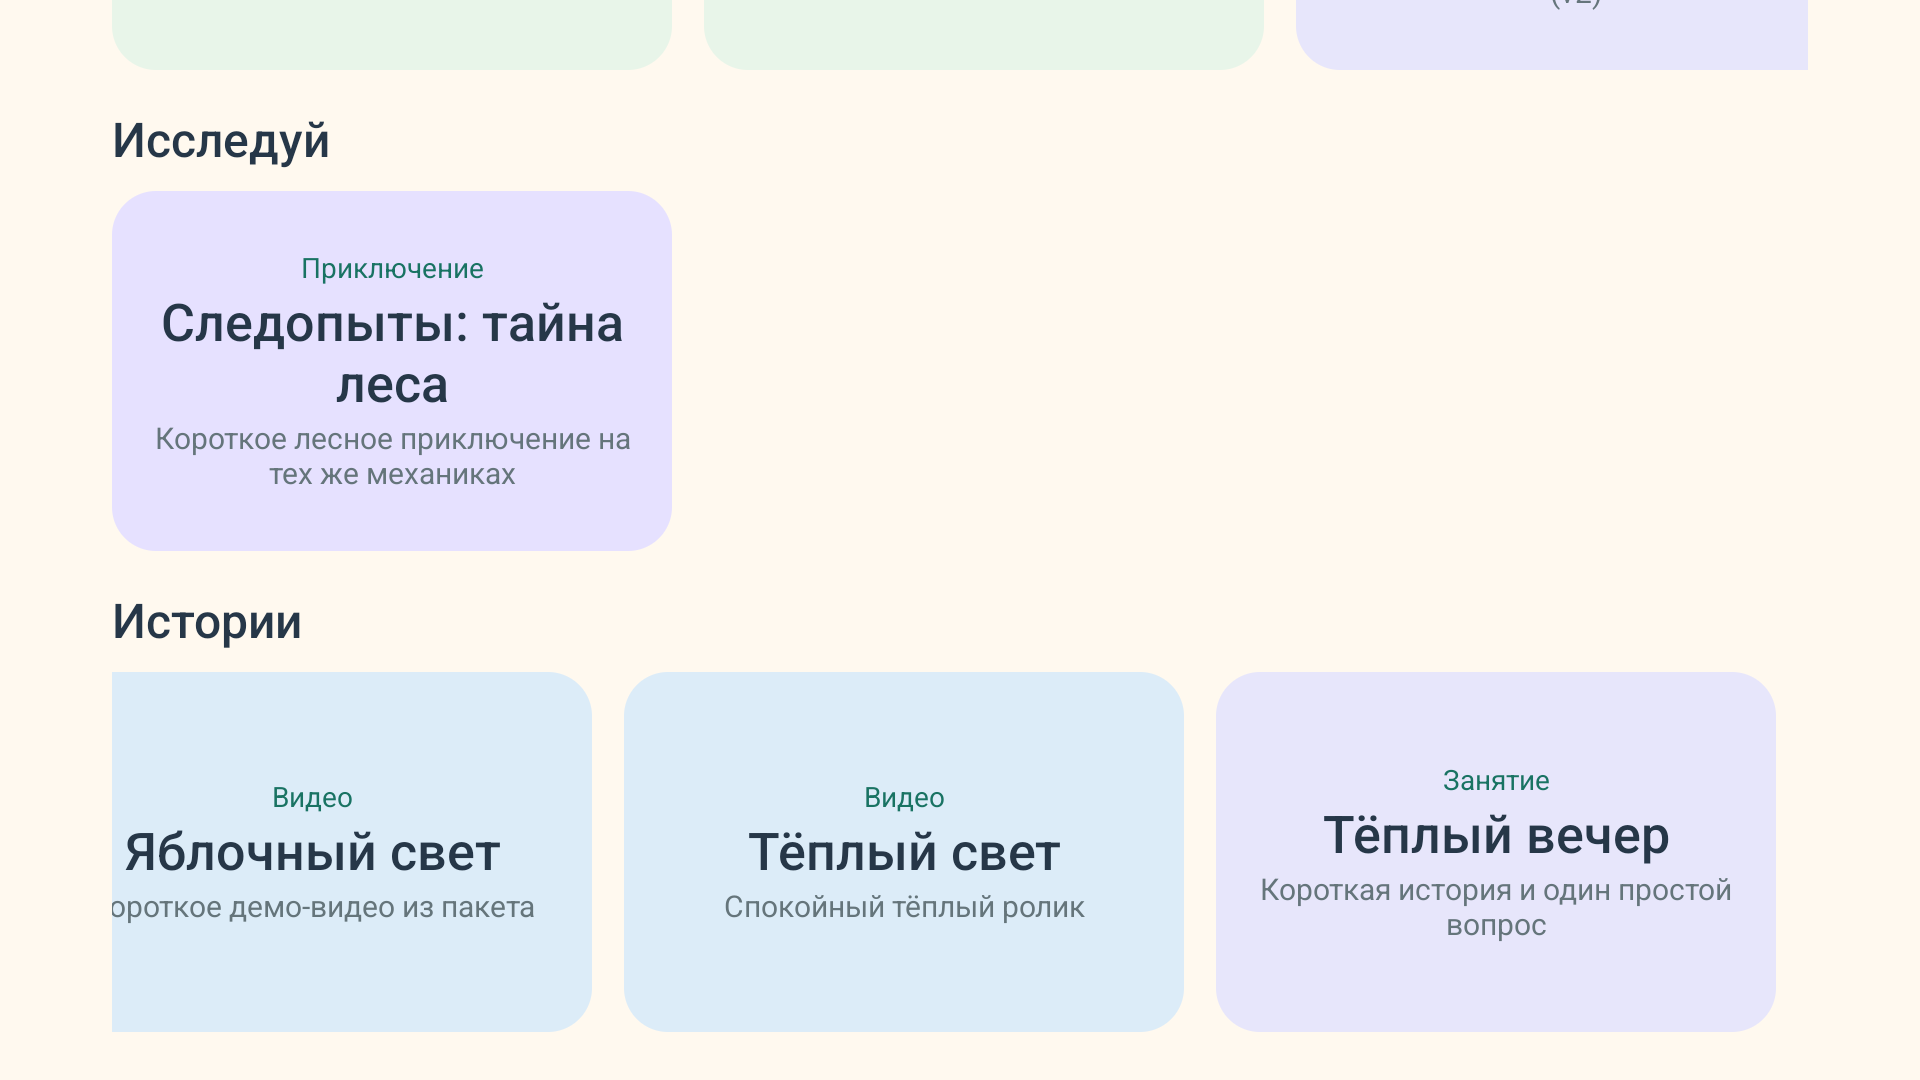 Исследуй
Приключение
Следопыты: тайна
леса
Короткое лесное приключение на
тех же механиках
Истории
Видео
Яблочный свет
ороткое демо-видео из пакета
Видео
Тёплый свет
Спокойный тёплый ролик
Занятие
Тёплый вечер
Короткая история и один простой
вопрос